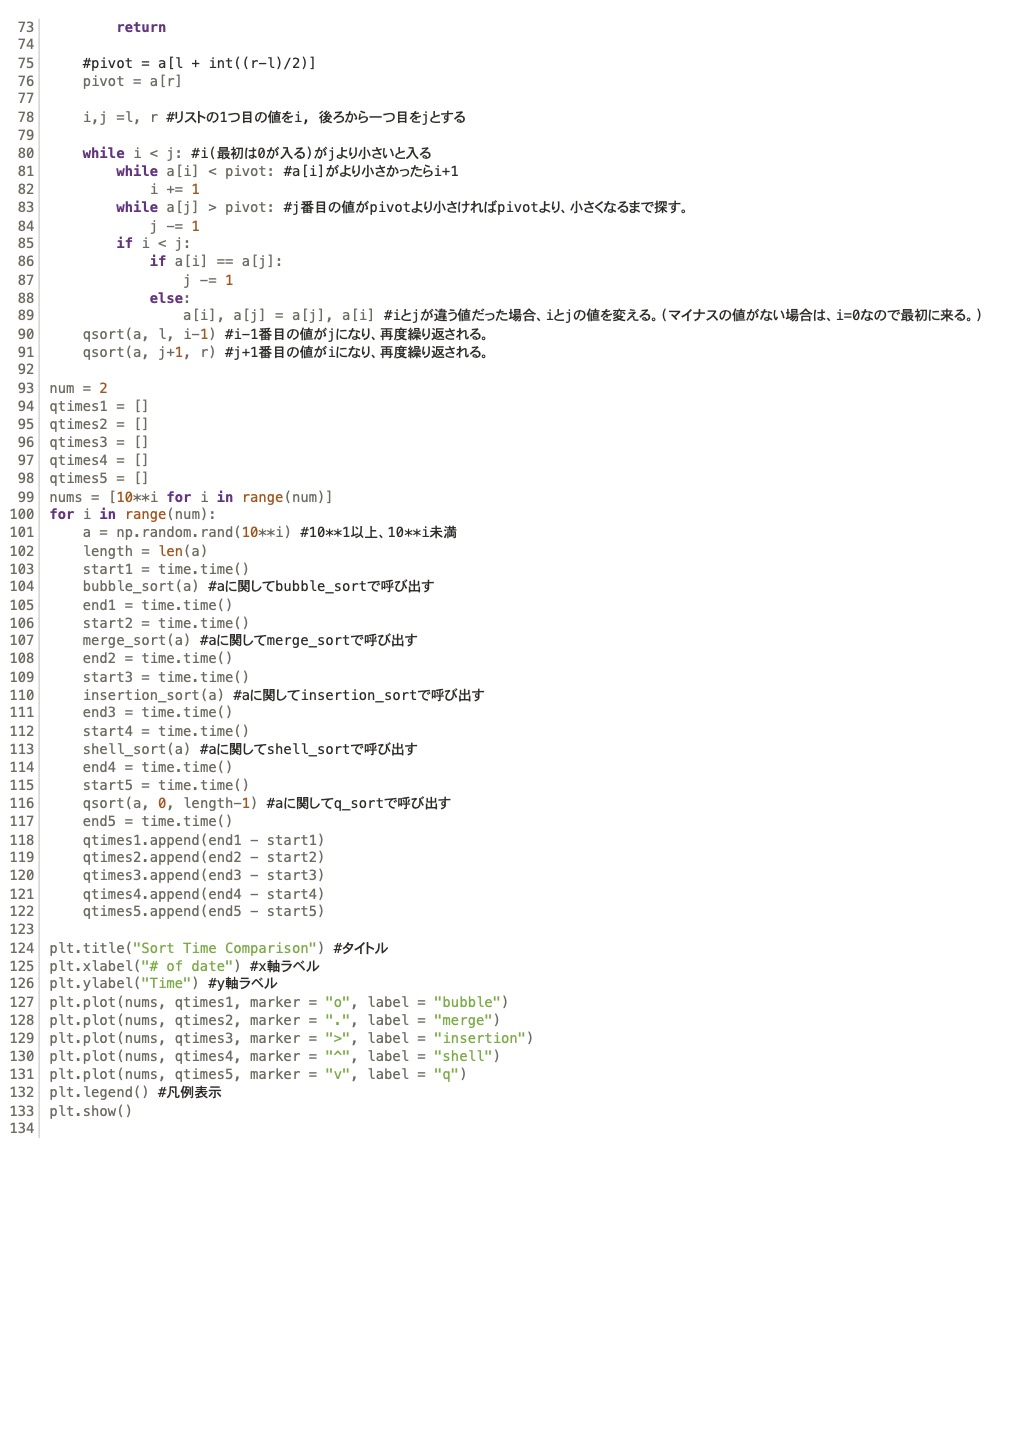 73         return
74
75     #pivot = a[l + int((r-l)/2)]
76     pivot = a[r]
77
78     i,j =l, r #リストの1つ目の値をi, 後ろから一つ目をjとする
79
80     while i < j: #i(最初は0が入る)がjより小さいと入る
81         while a[i] < pivot: #a[i]がより小さかったらi+1
82             i += 1
83         while a[j] > pivot: #j番目の値がpivotより小さければpivotより、小さくなるまで探す。
84             j -= 1
85         if i < j:
86             if a[i] == a[j]:
87                 j -= 1
88             else:
89                 a[i], a[j] = a[j], a[i] #iとjが違う値だった場合、iとjの値を変える。(マイナスの値がない場合は、i=0なので最初に来る。)
90     qsort(a, l, i-1) #i-1番目の値がjになり、再度繰り返される。
91     qsort(a, j+1, r) #j+1番目の値がiになり、再度繰り返される。
92
93 num = 2
94 qtimes1 = []
95 qtimes2 = []
96 qtimes3 = []
97 qtimes4 = []
98 qtimes5 = []
99 nums = [10**i for i in range(num)]
100 for i in range(num):
101     a = np.random.rand(10**i) #10**1以上、10**i未満
102     length = len(a)
103     start1 = time.time()
104     bubble_sort(a) #aに関してbubble_sortで呼び出す
105     end1 = time.time()
106     start2 = time.time()
107     merge_sort(a) #aに関してmerge_sortで呼び出す
108     end2 = time.time()
109     start3 = time.time()
110     insertion_sort(a) #aに関してinsertion_sortで呼び出す
111     end3 = time.time()
112     start4 = time.time()
113     shell_sort(a) #aに関してshell_sortで呼び出す
114     end4 = time.time()
115     start5 = time.time()
116     qsort(a, 0, length-1) #aに関してq_sortで呼び出す
117     end5 = time.time()
118     qtimes1.append(end1 - start1)
119     qtimes2.append(end2 - start2)
120     qtimes3.append(end3 - start3)
121     qtimes4.append(end4 - start4)
122     qtimes5.append(end5 - start5)
123
124 plt.title("Sort Time Comparison") #タイトル
125 plt.xlabel("# of date") #x軸ラベル
126 plt.ylabel("Time") #y軸ラベル
127 plt.plot(nums, qtimes1, marker = "o", label = "bubble")
128 plt.plot(nums, qtimes2, marker = ".", label = "merge")
129 plt.plot(nums, qtimes3, marker = ">", label = "insertion")
130 plt.plot(nums, qtimes4, marker = "^", label = "shell")
131 plt.plot(nums, qtimes5, marker = "v", label = "q")
132 plt.legend() #凡例表示
133 plt.show()
134